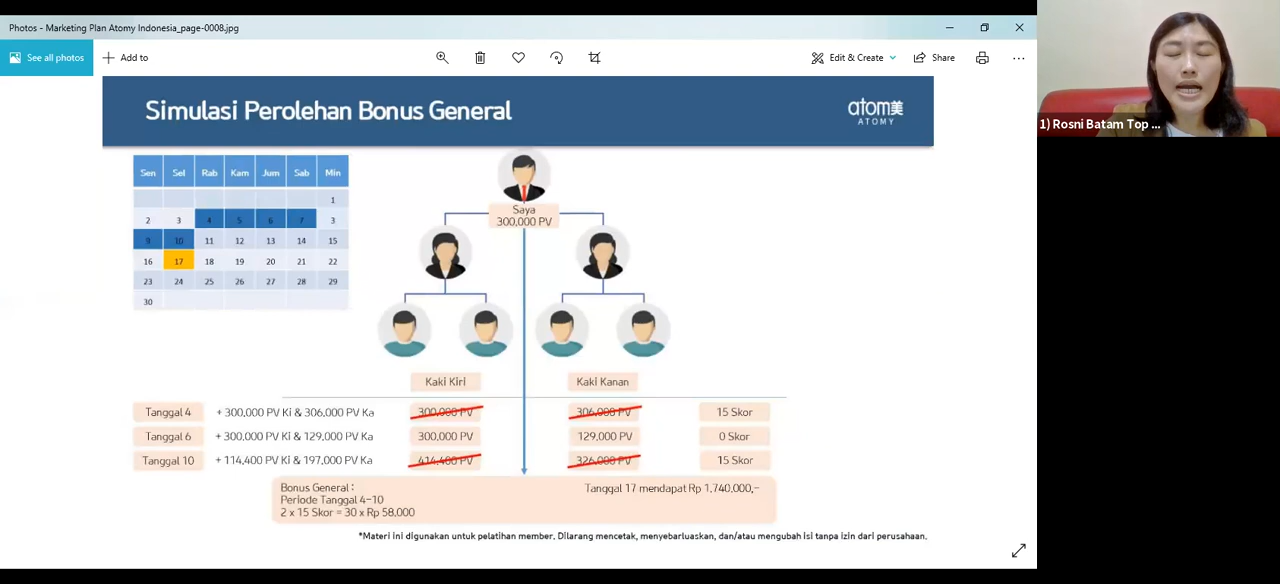 Photos - Marketing Plan Atomy Indonesia_page-0008.jpg
See all photos
Add to
Edit & Create
Share
Simulasi Perolehan Bonus General
atom美
ATOMY
1) Rosni Batam Top ...
Sen Sel Rab Kam Jum Sab Min
1
2 3 4 5 6 7 3
9 10 11 12 13 14 15
16 17 18 19 20 21 22
23 24 25 26 27 28 29
30
Saya
300,000 PV
Kaki Kiri Kaki Kanan
Tanggal 4 + 300,000 PV Ki & 306,000 PV Ka 300,000 PV 306,000 PV 15 Skor
Tanggal 6 + 300,000 PV Ki & 129,000 PV Ka 300,000 PV 129,000 PV 0 Skor
Tanggal 10 + 114,400 PV Ki & 197,000 PV Ka 414,400 PV 326,000 PV 15 Skor
Bonus General : Tanggal 17 mendapat Rp 1,740,000,-
Periode Tanggal 4-10
2 x 15 Skor = 30 x Rp 58,000
*Materi ini digunakan untuk pelatihan member. Dilarang mencetak, menyebarluaskan, dan/atau mengubah isi tanpa izin dari perusahaan.